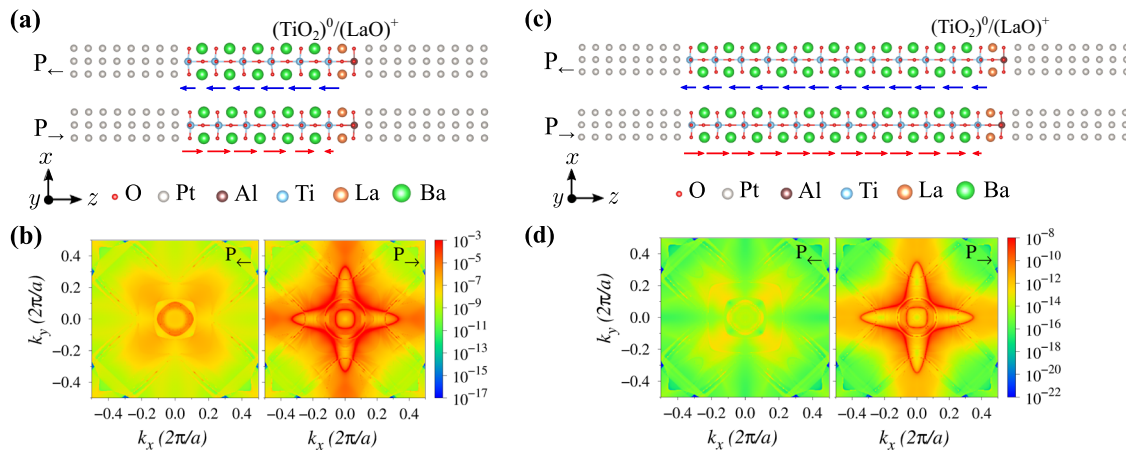 (a)
(TiO₂)⁰/(LaO)⁺
P←
P→
x
y
z
O Pt Al Ti La Ba
(c)
(TiO₂)⁰/(LaO)⁺
P←
P→
x
y
z
O Pt Al Ti La Ba
(b)
P←
P→
k_y (2π/a)
0.4
0.2
0.0
−0.2
−0.4
−0.4 −0.2 0.0 0.2 0.4
−0.4 −0.2 0.0 0.2 0.4
k_x (2π/a)
k_x (2π/a)
10⁻³
10⁻⁵
10⁻⁷
10⁻⁹
10⁻¹¹
10⁻¹³
10⁻¹⁵
10⁻¹⁷
(d)
P←
P→
k_y (2π/a)
0.4
0.2
0.0
−0.2
−0.4
−0.4 −0.2 0.0 0.2 0.4
−0.4 −0.2 0.0 0.2 0.4
k_x (2π/a)
k_x (2π/a)
10⁻⁸
10⁻¹⁰
10⁻¹²
10⁻¹⁴
10⁻¹⁶
10⁻¹⁸
10⁻²⁰
10⁻²²